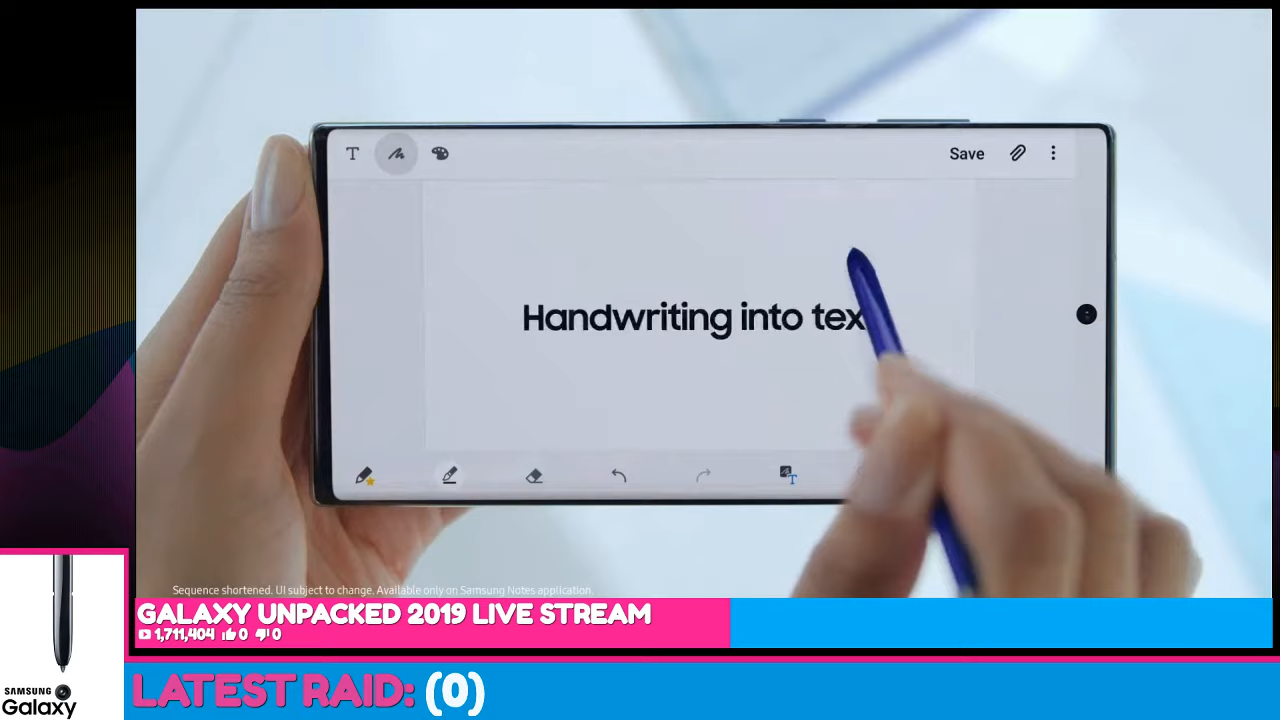 T
Save
Handwriting into tex
T
Sequence shortened. UI subject to change. Available only on Samsung Notes application.
GALAXY UNPACKED 2019 LIVE STREAM
1,711,404 0 0
SAMSUNG
Galaxy
LATEST RAID: (0)